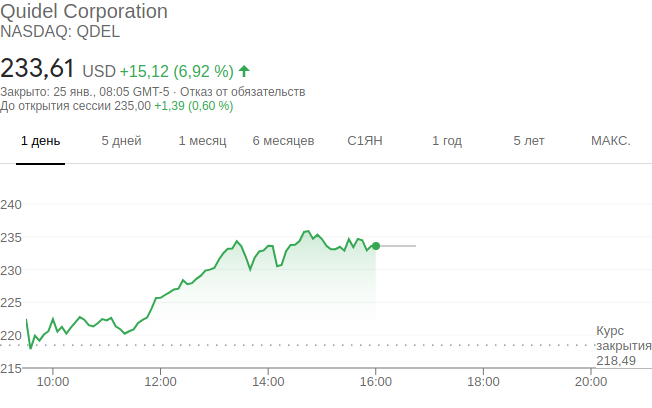 Quidel Corporation
NASDAQ: QDEL
233,61 USD +15,12 (6,92 %)
Закрыто: 25 янв., 08:05 GMT-5 · Отказ от обязательств
До открытия сессии 235,00 +1,39 (0,60 %)
1 день 5 дней 1 месяц 6 месяцев С1ЯН 1 год 5 лет МАКС.
240
235
230
225
220
Курс
закрытия
218,49
215
10:00 12:00 14:00 16:00 18:00 20:00